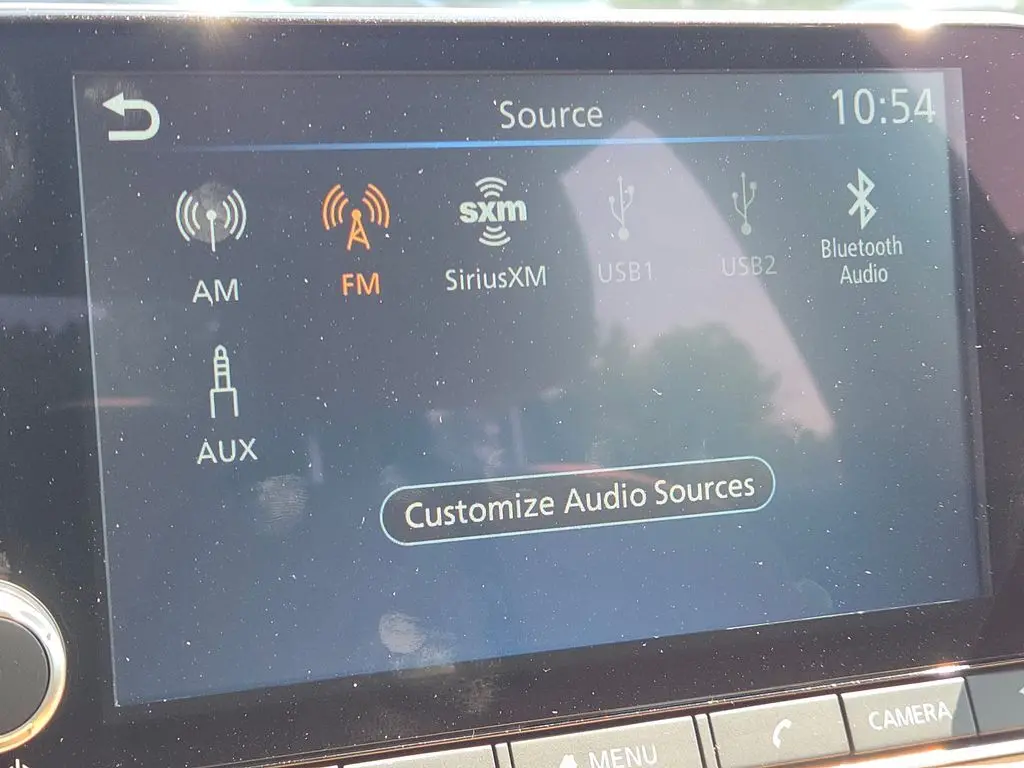 Source
10:54
AM
FM
sxm
SiriusXM
USB1
USB2
Bluetooth
Audio
AUX
Customize Audio Sources
MENU
CAMERA